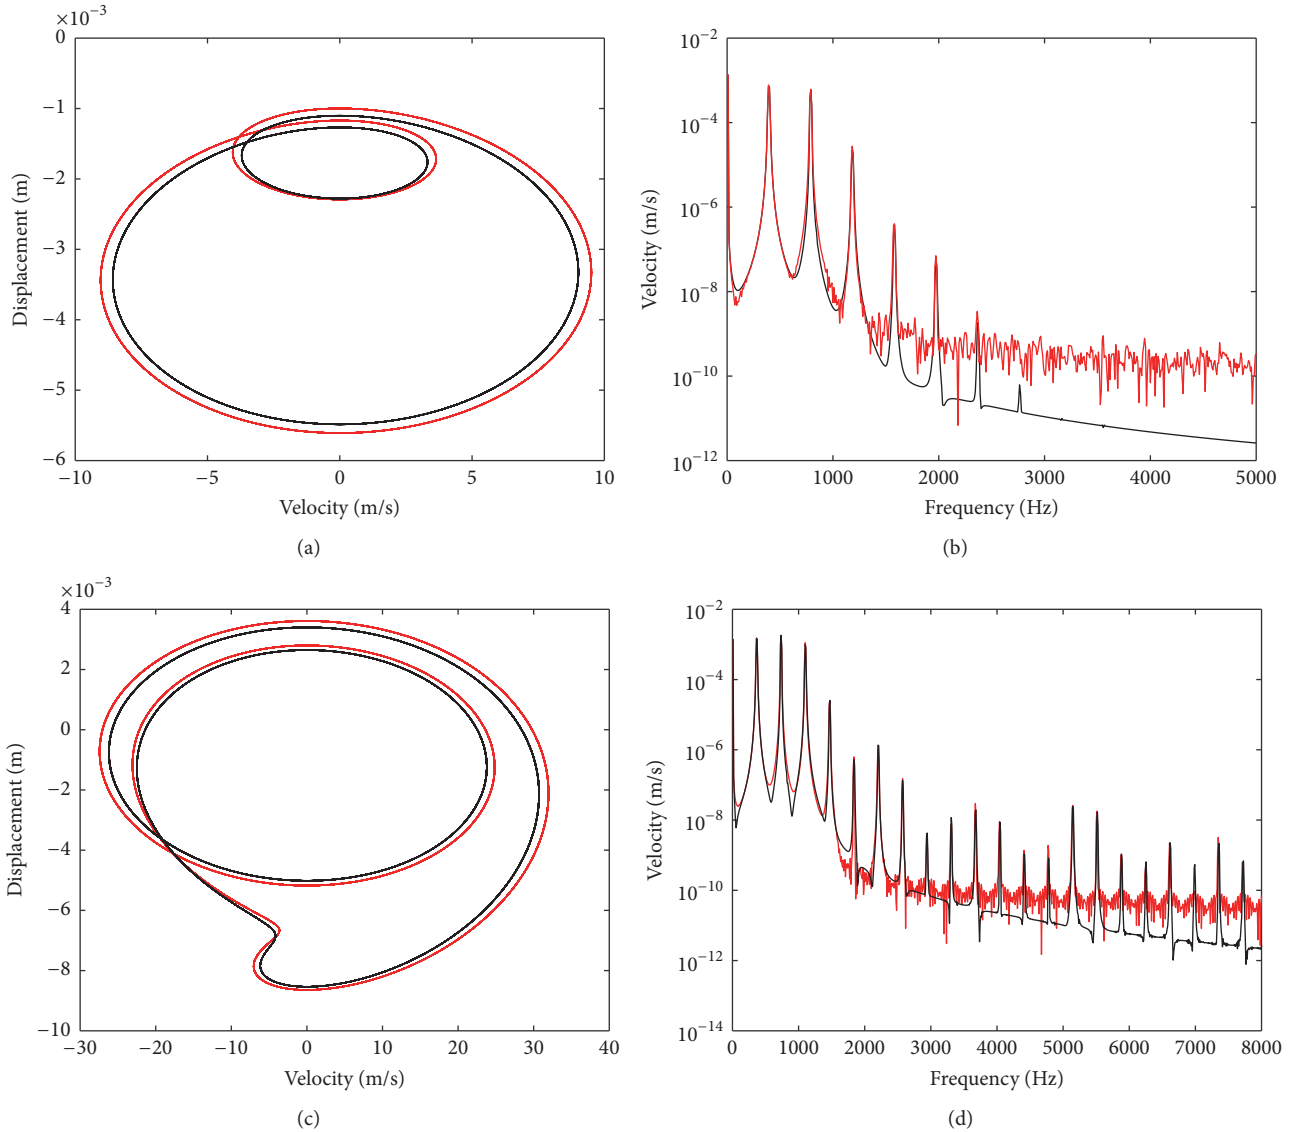 ×10⁻³
0
−1
−2
−3
−4
−5
−6
Displacement (m)
−10 −5 0 5 10
Velocity (m/s)
(a)
10⁻²
10⁻⁴
10⁻⁶
10⁻⁸
10⁻¹⁰
10⁻¹²
Velocity (m/s)
0 1000 2000 3000 4000 5000
Frequency (Hz)
(b)
×10⁻³
4
2
0
−2
−4
−6
−8
−10
Displacement (m)
−30 −20 −10 0 10 20 30 40
Velocity (m/s)
(c)
10⁻²
10⁻⁴
10⁻⁶
10⁻⁸
10⁻¹⁰
10⁻¹²
10⁻¹⁴
Velocity (m/s)
0 1000 2000 3000 4000 5000 6000 7000 8000
Frequency (Hz)
(d)